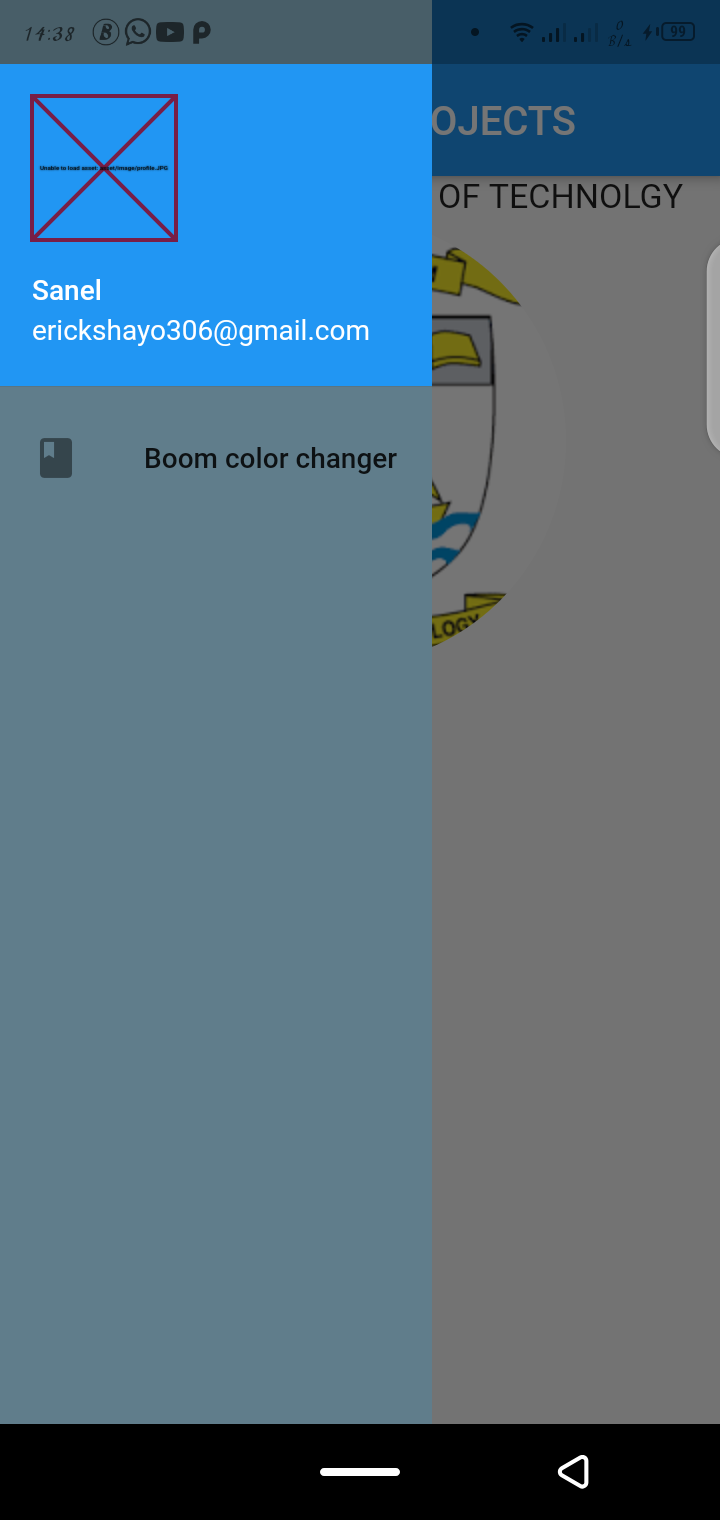 14:38
0
B/s
99
OJECTS
OF TECHNOLGY
Unable to load asset: asset/image/profile.JPG
Sanel
erickshayo306@gmail.com
Boom color changer
LOGY